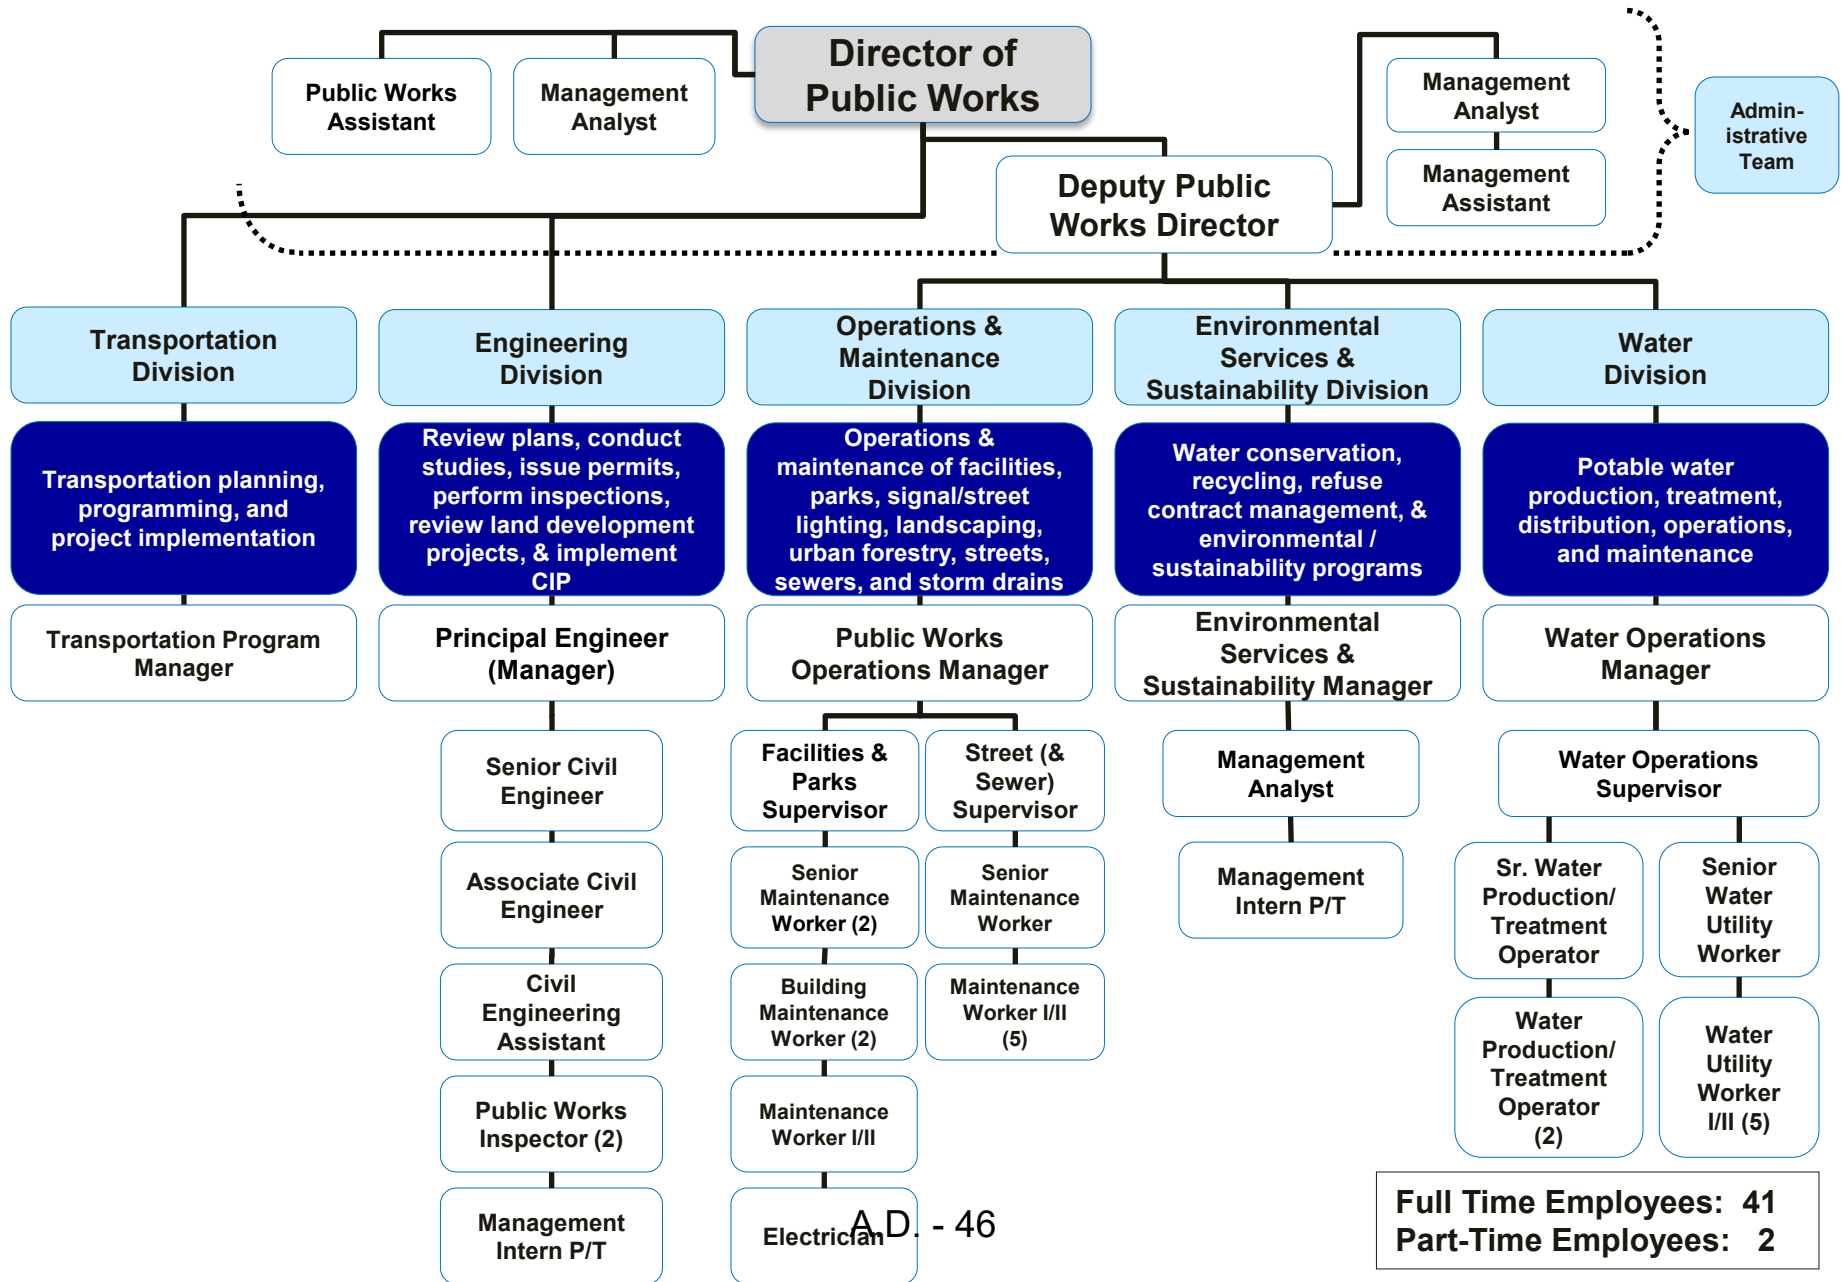 Director of
Public Works
Public Works
Assistant
Management
Analyst
Management
Analyst
Management
Assistant
Admin-
istrative
Team
Deputy Public
Works Director
Transportation
Division
Engineering
Division
Operations &
Maintenance
Division
Environmental
Services &
Sustainability Division
Water
Division
Transportation planning,
programming, and
project implementation
Review plans, conduct
studies, issue permits,
perform inspections,
review land development
projects, & implement
CIP
Operations &
maintenance of facilities,
parks, signal/street
lighting, landscaping,
urban forestry, streets,
sewers, and storm drains
Water conservation,
recycling, refuse
contract management, &
environmental /
sustainability programs
Potable water
production, treatment,
distribution, operations,
and maintenance
Transportation Program
Manager
Principal Engineer
(Manager)
Public Works
Operations Manager
Environmental
Services &
Sustainability Manager
Water Operations
Manager
Senior Civil
Engineer
Associate Civil
Engineer
Civil
Engineering
Assistant
Public Works
Inspector (2)
Management
Intern P/T
Facilities &
Parks
Supervisor
Senior
Maintenance
Worker (2)
Building
Maintenance
Worker (2)
Maintenance
Worker I/II
Electrician
Street (&
Sewer)
Supervisor
Senior
Maintenance
Worker
Maintenance
Worker I/II
(5)
Management
Analyst
Management
Intern P/T
Water Operations
Supervisor
Sr. Water
Production/
Treatment
Operator
Water
Production/
Treatment
Operator
(2)
Senior
Water
Utility
Worker
Water
Utility
Worker
I/II (5)
A.D. - 46
Full Time Employees: 41
Part-Time Employees: 2